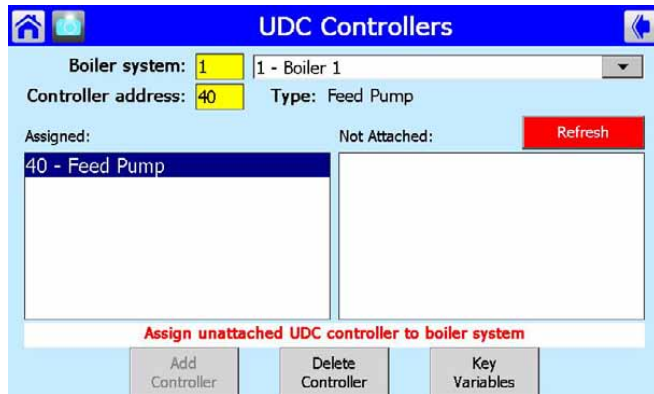 UDC Controllers
Boiler system: 1 1 - Boiler 1
Controller address: 40 Type: Feed Pump
Assigned: Not Attached: Refresh
40 - Feed Pump
Assign unattached UDC controller to boiler system
Add Controller Delete Controller Key Variables